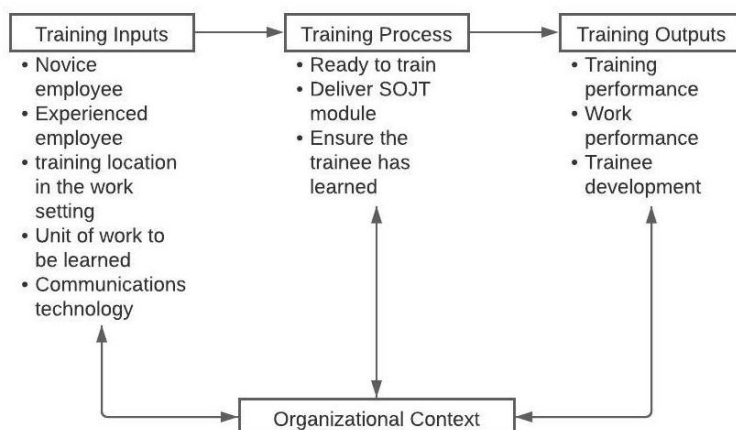 Training Inputs
• Novice
employee
• Experienced
employee
• training location
in the work
setting
• Unit of work to
be learned
• Communications
technology
Training Process
• Ready to train
• Deliver SOJT
module
• Ensure the
trainee has
learned
Training Outputs
• Training
performance
• Work
performance
• Trainee
development
Organizational Context